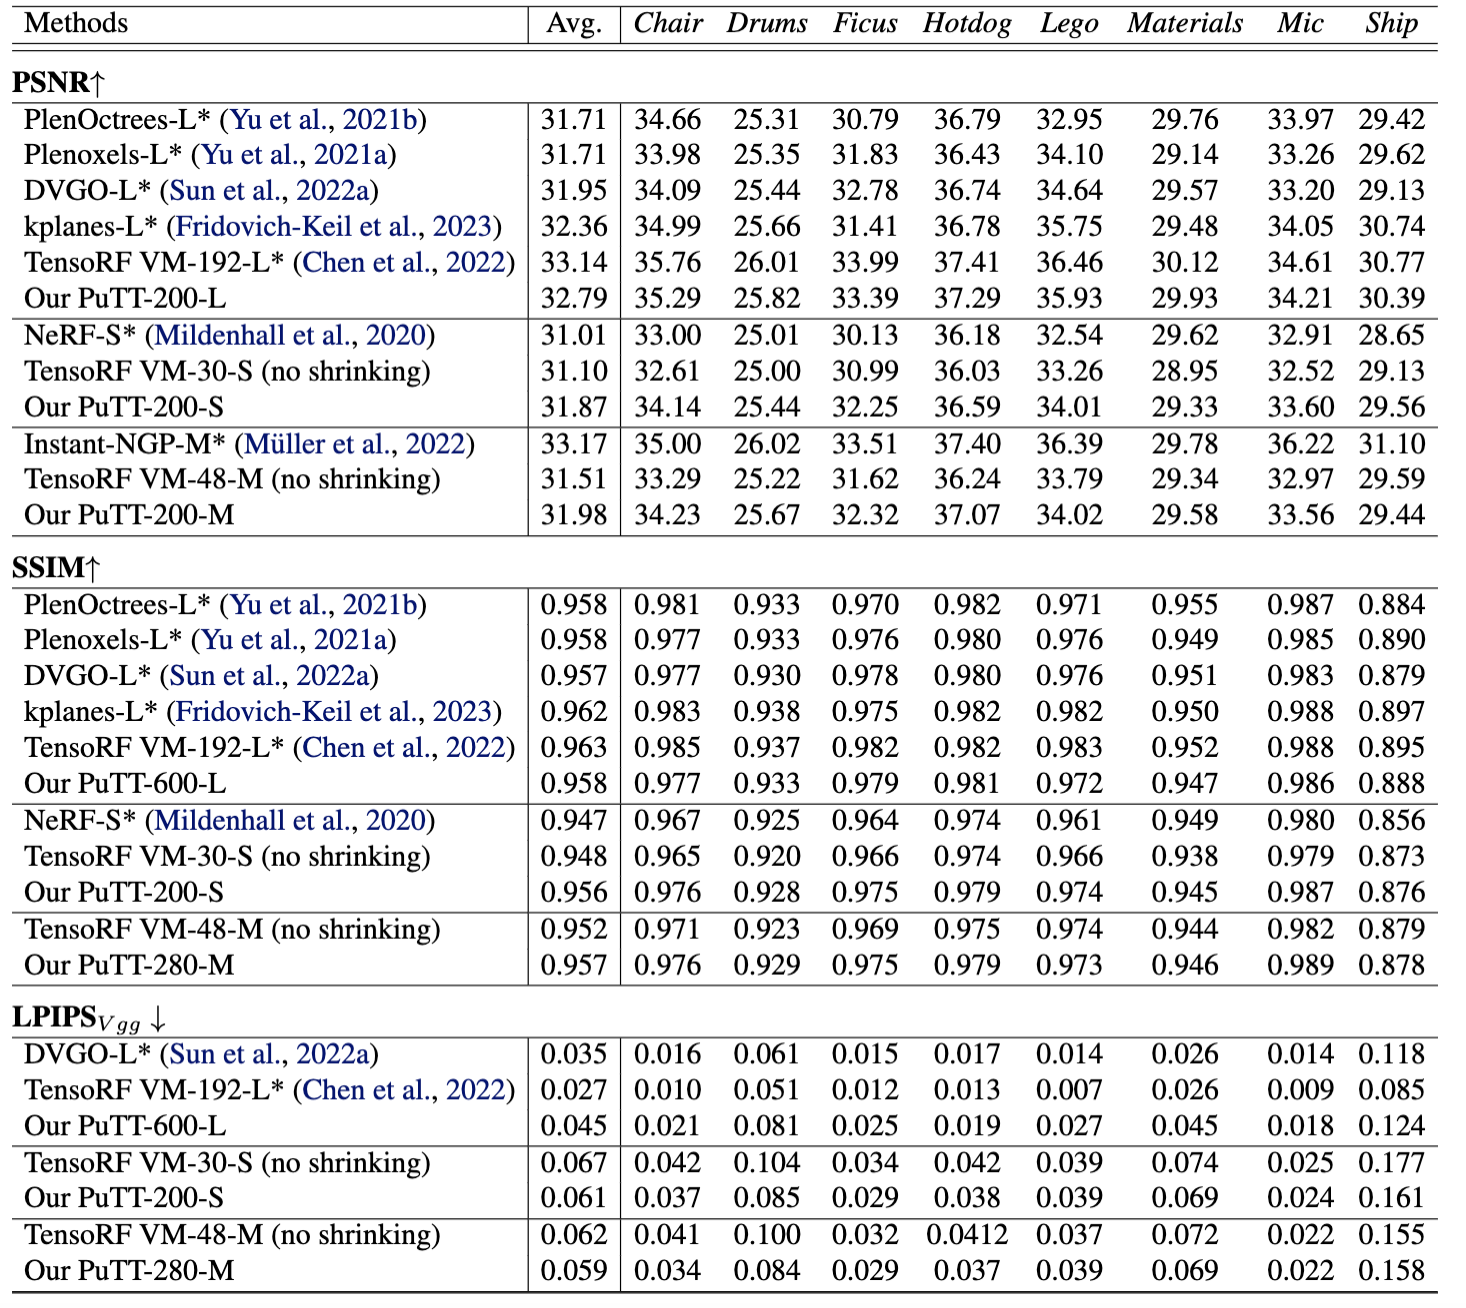 Methods Avg. Chair Drums Ficus Hotdog Lego Materials Mic Ship
PSNR↑
PlenOctrees-L* (Yu et al., 2021b) 31.71 34.66 25.31 30.79 36.79 32.95 29.76 33.97 29.42
Plenoxels-L* (Yu et al., 2021a) 31.71 33.98 25.35 31.83 36.43 34.10 29.14 33.26 29.62
DVGO-L* (Sun et al., 2022a) 31.95 34.09 25.44 32.78 36.74 34.64 29.57 33.20 29.13
kplanes-L* (Fridovich-Keil et al., 2023) 32.36 34.99 25.66 31.41 36.78 35.75 29.48 34.05 30.74
TensoRF VM-192-L* (Chen et al., 2022) 33.14 35.76 26.01 33.99 37.41 36.46 30.12 34.61 30.77
Our PuTT-200-L 32.79 35.29 25.82 33.39 37.29 35.93 29.93 34.21 30.39
NeRF-S* (Mildenhall et al., 2020) 31.01 33.00 25.01 30.13 36.18 32.54 29.62 32.91 28.65
TensoRF VM-30-S (no shrinking) 31.10 32.61 25.00 30.99 36.03 33.26 28.95 32.52 29.13
Our PuTT-200-S 31.87 34.14 25.44 32.25 36.59 34.01 29.33 33.60 29.56
Instant-NGP-M* (Müller et al., 2022) 33.17 35.00 26.02 33.51 37.40 36.39 29.78 36.22 31.10
TensoRF VM-48-M (no shrinking) 31.51 33.29 25.22 31.62 36.24 33.79 29.34 32.97 29.59
Our PuTT-200-M 31.98 34.23 25.67 32.32 37.07 34.02 29.58 33.56 29.44
SSIM↑
PlenOctrees-L* (Yu et al., 2021b) 0.958 0.981 0.933 0.970 0.982 0.971 0.955 0.987 0.884
Plenoxels-L* (Yu et al., 2021a) 0.958 0.977 0.933 0.976 0.980 0.976 0.949 0.985 0.890
DVGO-L* (Sun et al., 2022a) 0.957 0.977 0.930 0.978 0.980 0.976 0.951 0.983 0.879
kplanes-L* (Fridovich-Keil et al., 2023) 0.962 0.983 0.938 0.975 0.982 0.982 0.950 0.988 0.897
TensoRF VM-192-L* (Chen et al., 2022) 0.963 0.985 0.937 0.982 0.982 0.983 0.952 0.988 0.895
Our PuTT-600-L 0.958 0.977 0.933 0.979 0.981 0.972 0.947 0.986 0.888
NeRF-S* (Mildenhall et al., 2020) 0.947 0.967 0.925 0.964 0.974 0.961 0.949 0.980 0.856
TensoRF VM-30-S (no shrinking) 0.948 0.965 0.920 0.966 0.974 0.966 0.938 0.979 0.873
Our PuTT-200-S 0.956 0.976 0.928 0.975 0.979 0.974 0.945 0.987 0.876
TensoRF VM-48-M (no shrinking) 0.952 0.971 0.923 0.969 0.975 0.974 0.944 0.982 0.879
Our PuTT-280-M 0.957 0.976 0.929 0.975 0.979 0.973 0.946 0.989 0.878
LPIPS Vgg ↓
DVGO-L* (Sun et al., 2022a) 0.035 0.016 0.061 0.015 0.017 0.014 0.026 0.014 0.118
TensoRF VM-192-L* (Chen et al., 2022) 0.027 0.010 0.051 0.012 0.013 0.007 0.026 0.009 0.085
Our PuTT-600-L 0.045 0.021 0.081 0.025 0.019 0.027 0.045 0.018 0.124
TensoRF VM-30-S (no shrinking) 0.067 0.042 0.104 0.034 0.042 0.039 0.074 0.025 0.177
Our PuTT-200-S 0.061 0.037 0.085 0.029 0.038 0.039 0.069 0.024 0.161
TensoRF VM-48-M (no shrinking) 0.062 0.041 0.100 0.032 0.0412 0.037 0.072 0.022 0.155
Our PuTT-280-M 0.059 0.034 0.084 0.029 0.037 0.039 0.069 0.022 0.158